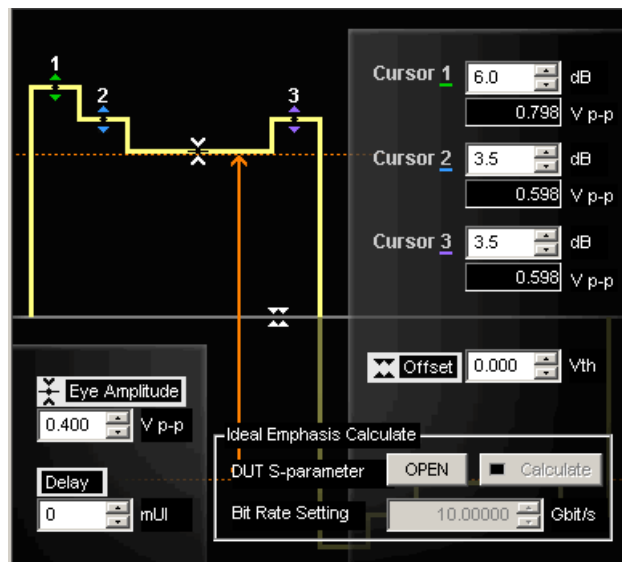 1
2
3
Cursor 1 6.0 dB
0.798 V p-p
Cursor 2 3.5 dB
0.598 V p-p
Cursor 3 3.5 dB
0.598 V p-p
Offset 0.000 Vth
Eye Amplitude
0.400 V p-p
Delay
0 mUI
Ideal Emphasis Calculate
DUT S-parameter OPEN Calculate
Bit Rate Setting 10.00000 Gbit/s